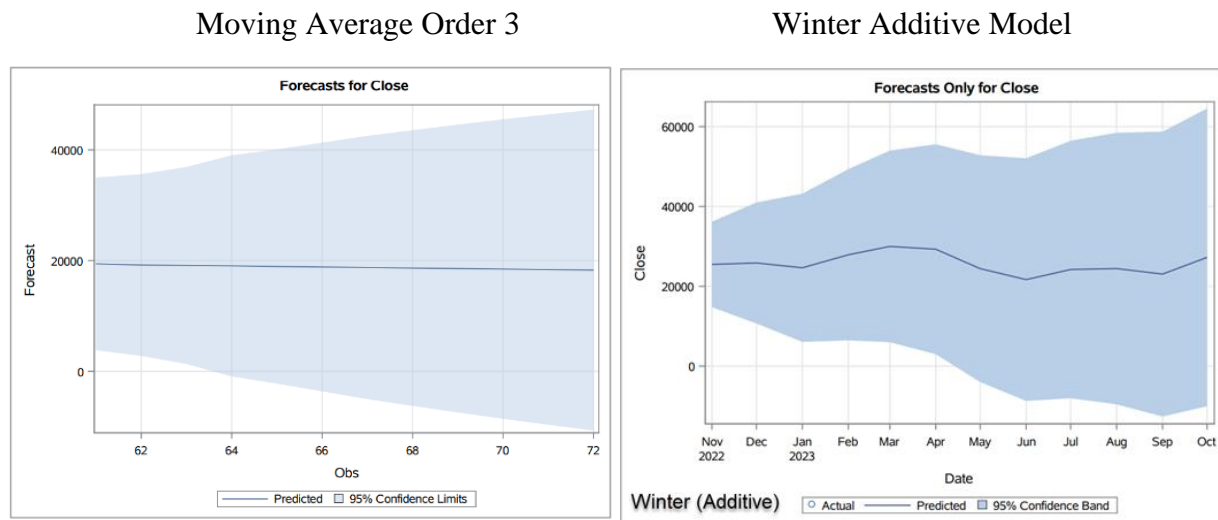 Moving Average Order 3
Winter Additive Model
Forecasts for Close
Forecast
40000
20000
0
62 64 66 68 70 72
Obs
Predicted 95% Confidence Limits
Forecasts Only for Close
Close
60000
40000
20000
0
Nov Dec Jan Feb Mar Apr May Jun Jul Aug Sep Oct
2022 2023
Date
Winter (Additive)
Actual Predicted 95% Confidence Band